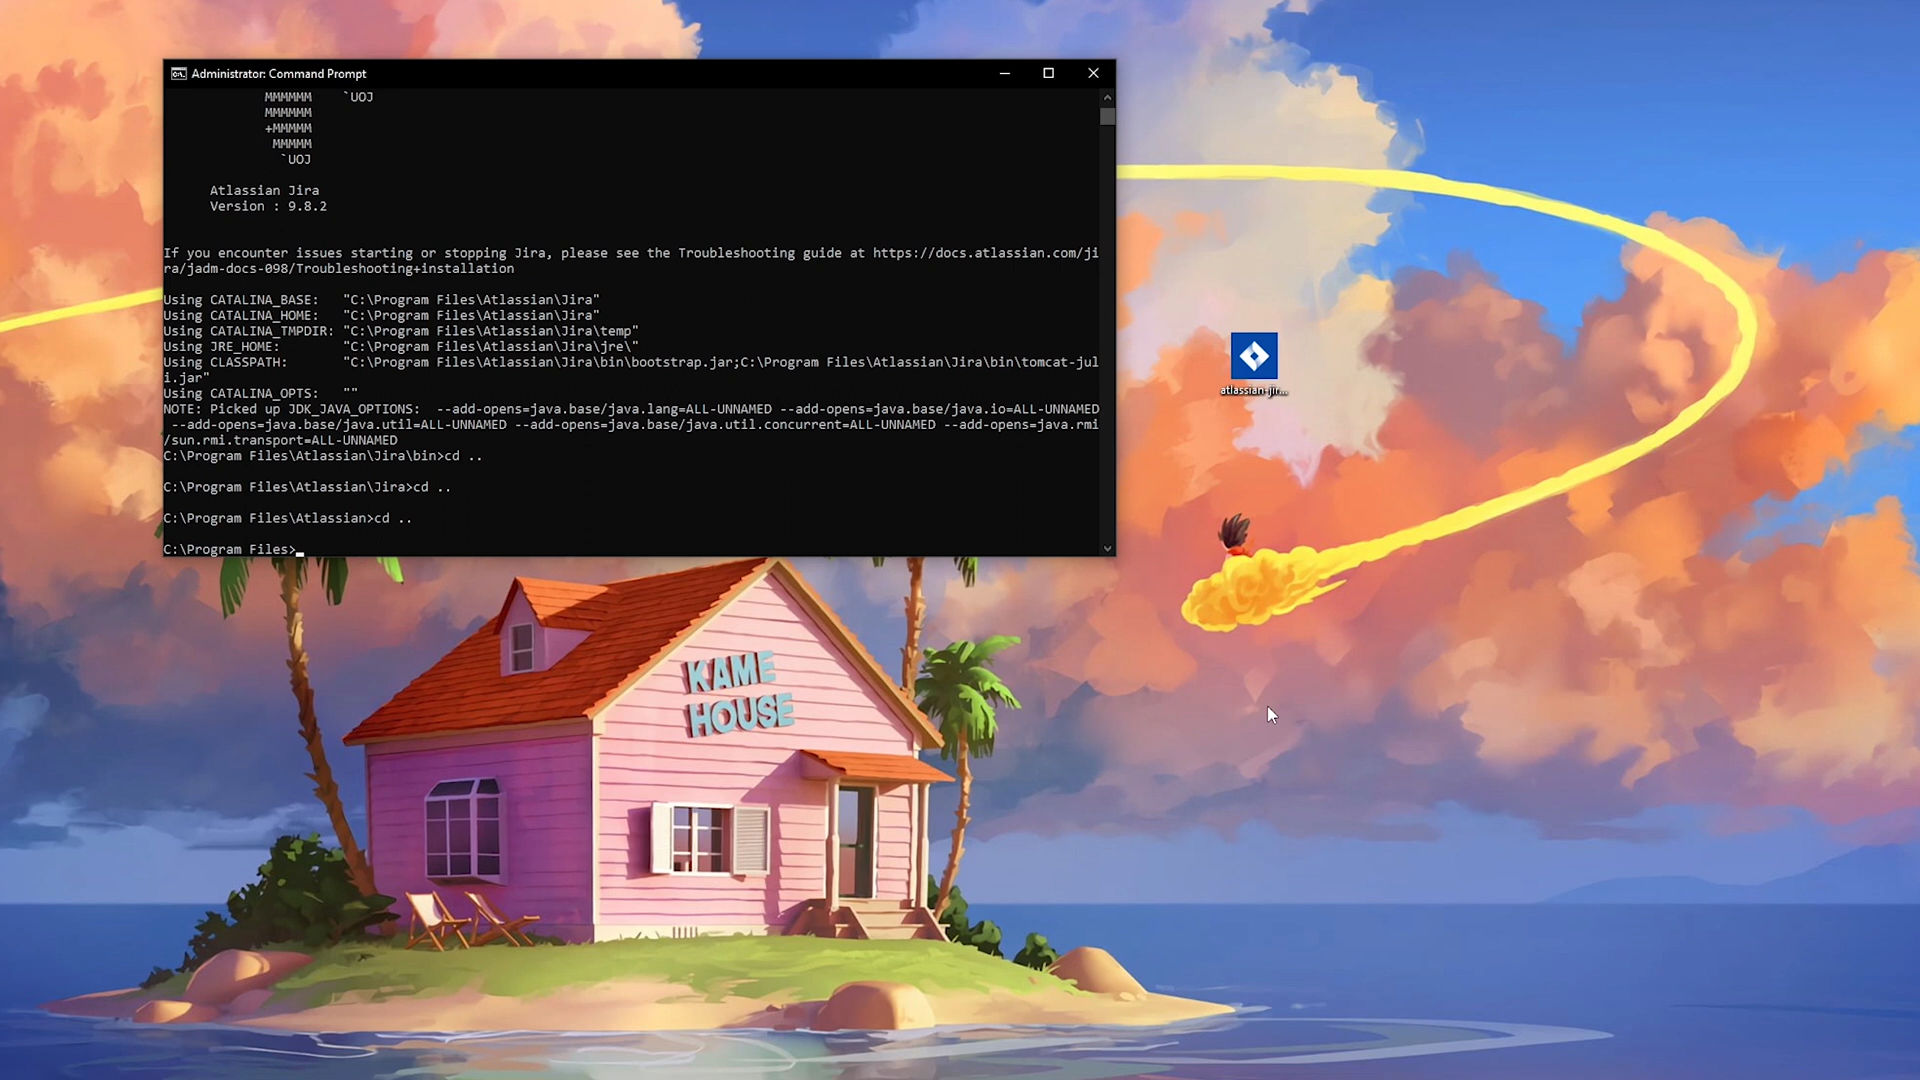 Administrator: Command Prompt
MMMMMM    `UOJ
MMMMMM
+MMMMM
MMMMM
`UOJ
Atlassian Jira
Version : 9.8.2
If you encounter issues starting or stopping Jira, please see the Troubleshooting guide at https://docs.atlassian.com/ji
ra/jadm-docs-098/Troubleshooting+installation
Using CATALINA_BASE:   "C:\Program Files\Atlassian\Jira"
Using CATALINA_HOME:   "C:\Program Files\Atlassian\Jira"
Using CATALINA_TMPDIR: "C:\Program Files\Atlassian\Jira\temp"
Using JRE_HOME:        "C:\Program Files\Atlassian\Jira\jre\"
Using CLASSPATH:       "C:\Program Files\Atlassian\Jira\bin\bootstrap.jar;C:\Program Files\Atlassian\Jira\bin\tomcat-jul
i.jar"
Using CATALINA_OPTS:   ""
NOTE: Picked up JDK_JAVA_OPTIONS:  --add-opens=java.base/java.lang=ALL-UNNAMED --add-opens=java.base/java.io=ALL-UNNAMED
 --add-opens=java.base/java.util=ALL-UNNAMED --add-opens=java.base/java.util.concurrent=ALL-UNNAMED --add-opens=java.rmi
/sun.rmi.transport=ALL-UNNAMED
C:\Program Files\Atlassian\Jira\bin>cd ..
C:\Program Files\Atlassian\Jira>cd ..
C:\Program Files\Atlassian>cd ..
C:\Program Files>
atlassian-jir...
KAME
HOUSE